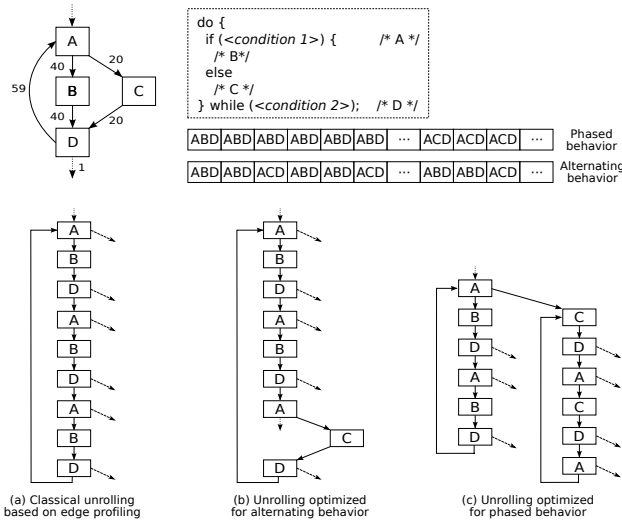 A
20
40
59
B
C
40
20
D
1
do {
if (<condition 1>) { /* A */
/* B*/
else
/* C */
} while (<condition 2>); /* D */
ABD ABD ABD ABD ABD ABD ··· ACD ACD ACD ··· Phased behavior
ABD ABD ACD ABD ABD ACD ··· ABD ABD ACD ··· Alternating behavior
A
B
D
A
B
D
A
B
D
(a) Classical unrolling
based on edge profiling
A
B
D
A
B
D
A
C
D
(b) Unrolling optimized
for alternating behavior
A
B
D
A
B
D
C
D
A
C
D
A
(c) Unrolling optimized
for phased behavior